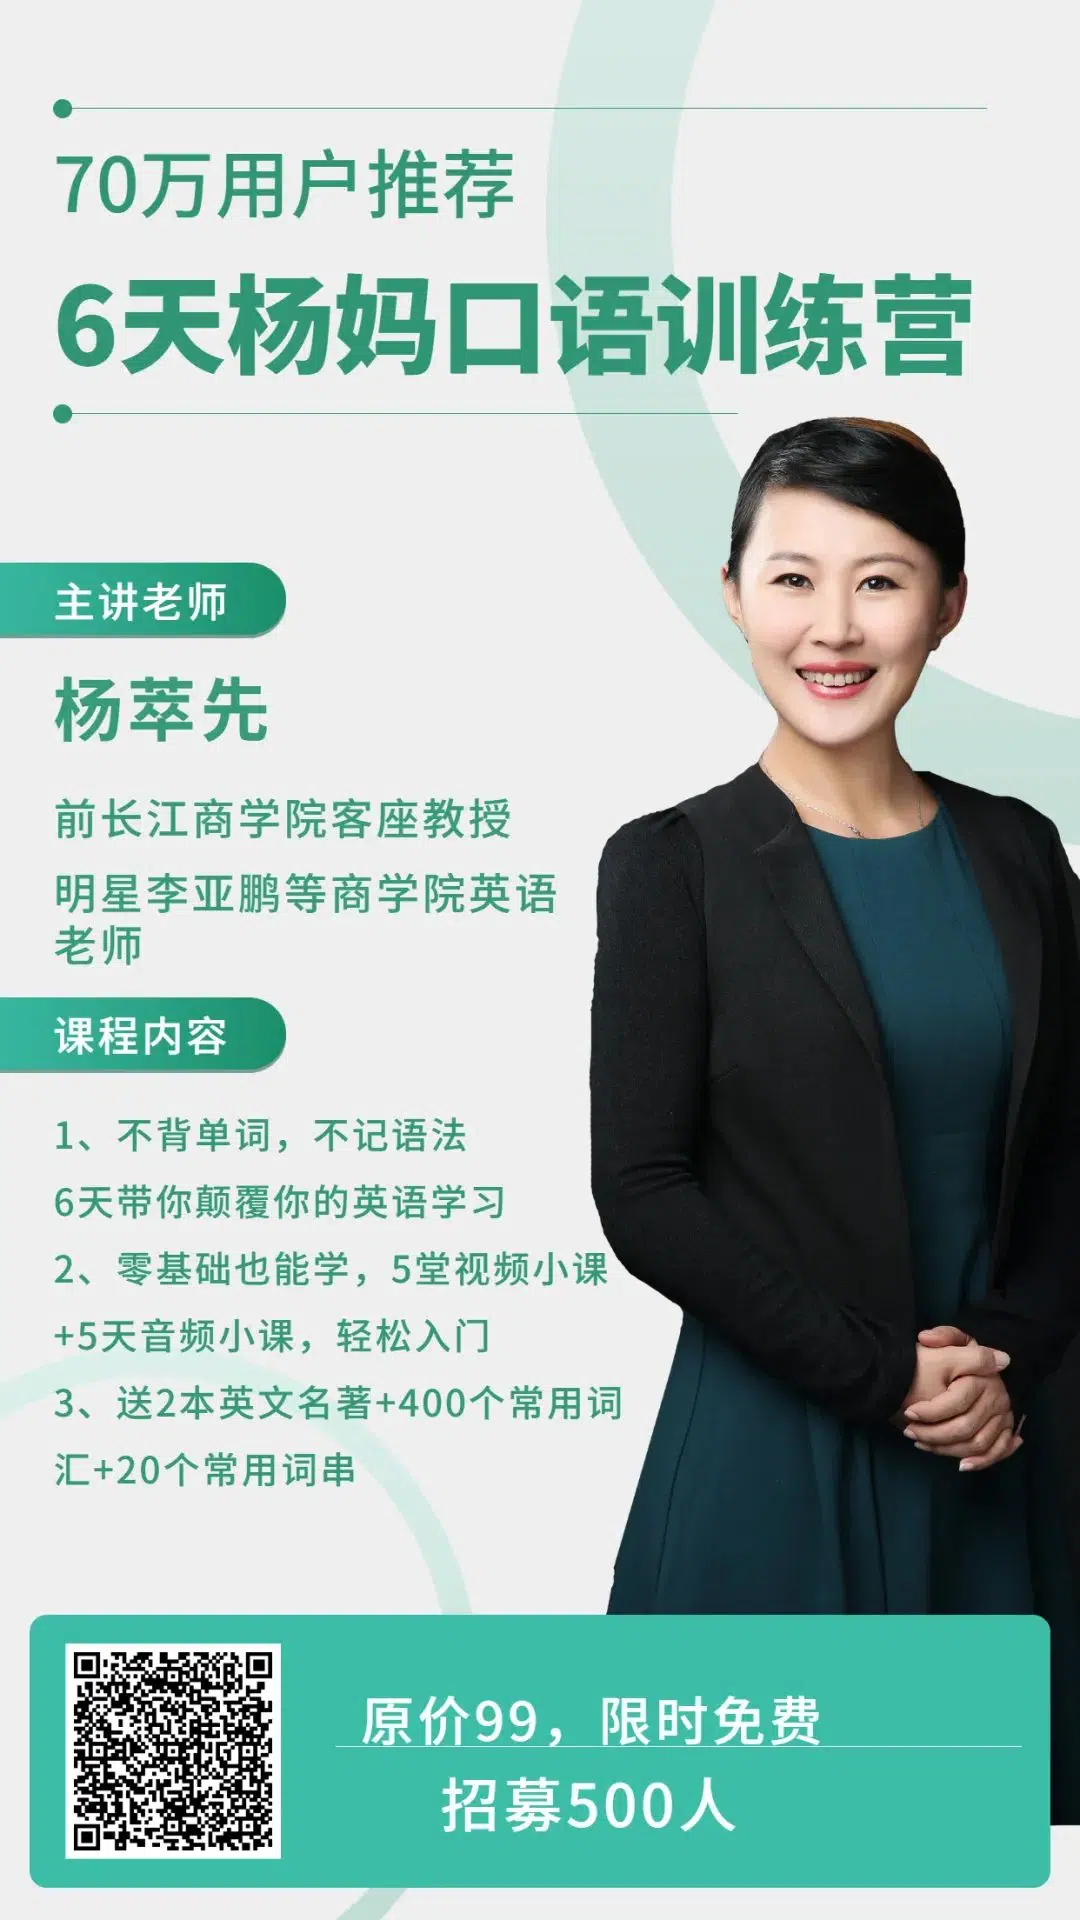 70万用户推荐
6天杨妈口语训练营
主讲老师
杨萃先
前长江商学院客座教授
明星李亚鹏等商学院英语
老师
课程内容
1、不背单词，不记语法
6天带你颠覆你的英语学习
2、零基础也能学，5堂视频小课
+5天音频小课，轻松入门
3、送2本英文名著+400个常用词
汇+20个常用词串
原价99，限时免费
招募500人